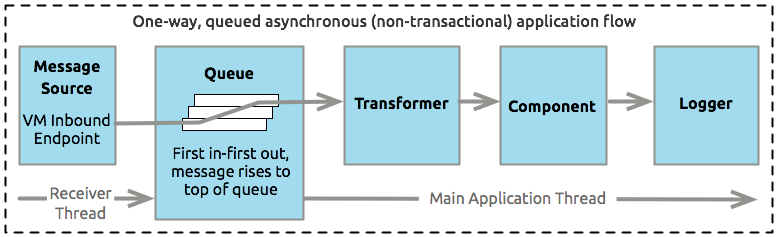 One-way, queued asynchronous (non-transactional) application flow
Message
Source
VM Inbound
Endpoint
Queue
First in-first out,
message rises to
top of queue
Transformer
Component
Logger
Receiver
Thread
Main Application Thread